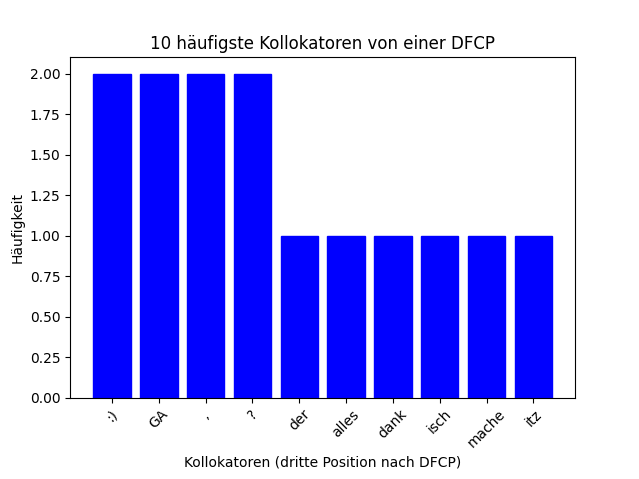 10 häufigste Kollokatoren von einer DFCP
Häufigkeit
2.00
1.75
1.50
1.25
1.00
0.75
0.50
0.25
0.00
:) GA , ? der alles dank isch mache itz
Kollokatoren (dritte Position nach DFCP)